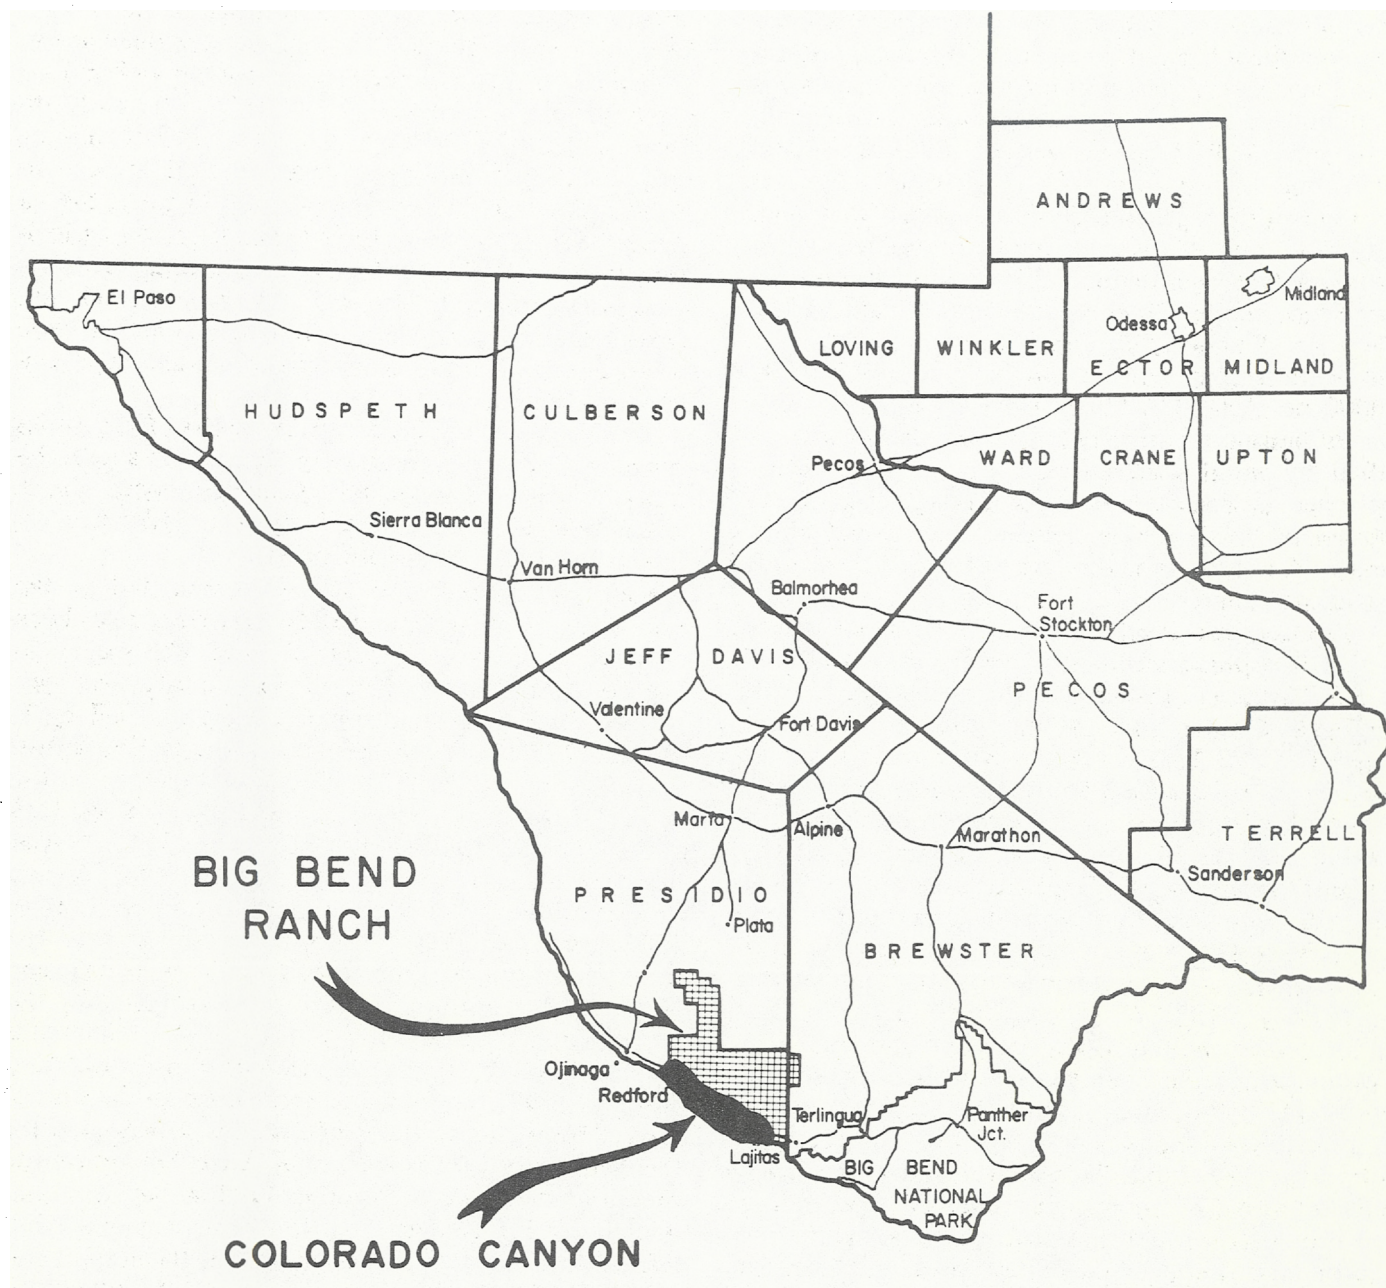 ANDREWS
El Paso
Midland
Odessa
LOVING
WINKLER
ECTOR
MIDLAND
HUDSPETH
CULBERSON
Pecos
WARD
CRANE
UPTON
Sierra Blanca
Van Horn
Balmorhea
Fort
Stockton
JEFF DAVIS
PECOS
Valentine
Fort Davis
Marfa
Alpine
Marathon
TERRELL
Sanderson
BIG BEND
RANCH
PRESIDIO
Plata
BREWSTER
Ojinaga
Redford
Terlingua
Panther
Jct.
Lajitas
BIG BEND
NATIONAL
PARK
COLORADO CANYON